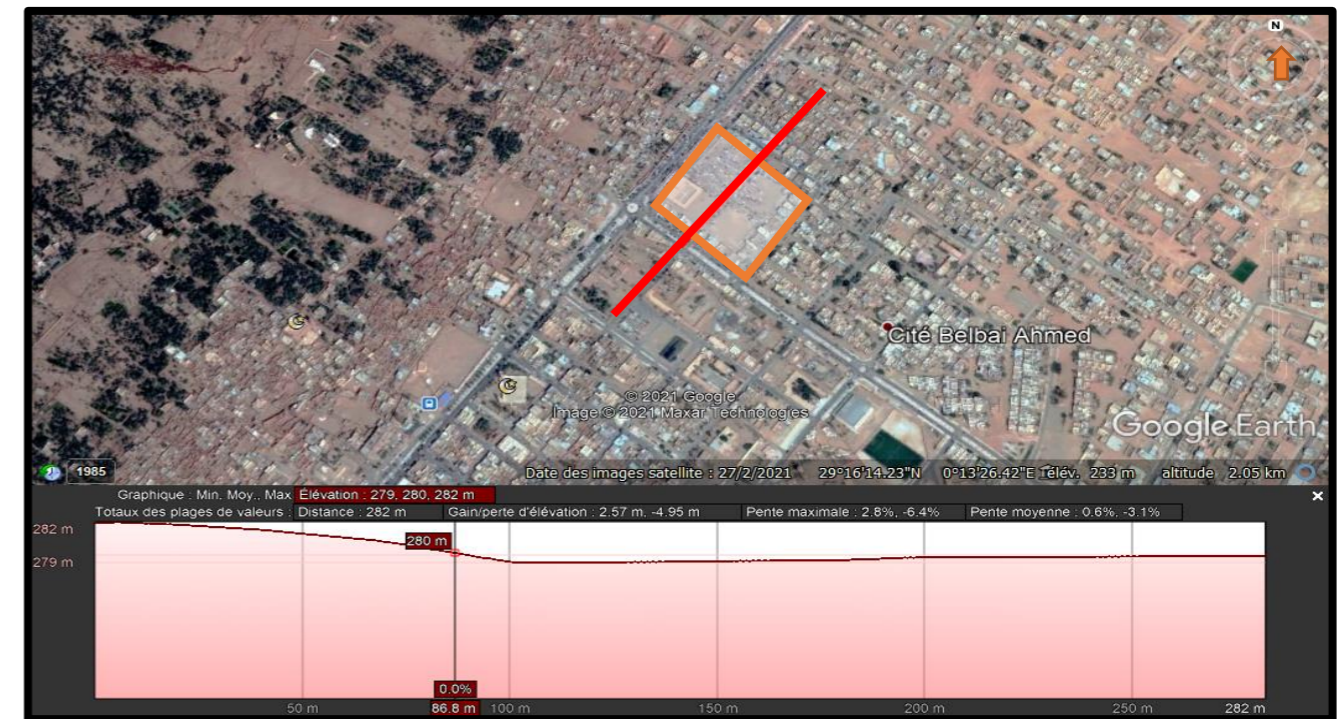 N
Cité Belbai Ahmed
© 2021 Google
Image © 2021 Maxar Technologies
Google Earth
1985
Date des images satellite : 27/2/2021 29°16'14.23"N 0°13'26.42"E Télév. 233 m altitude 2.05 km
Graphique : Min. Moy., Max Élévation : 279, 280, 282 m
Totaux des plages de valeurs : Distance : 282 m Gain/perte d'élévation : 2.57 m, -4.95 m Pente maximale : 2.8%, -6.4% Pente moyenne : 0.6%, -3.1%
282 m
280 m
279 m
0.0%
50 m 86.8 m 100 m 150 m 200 m 250 m 282 m